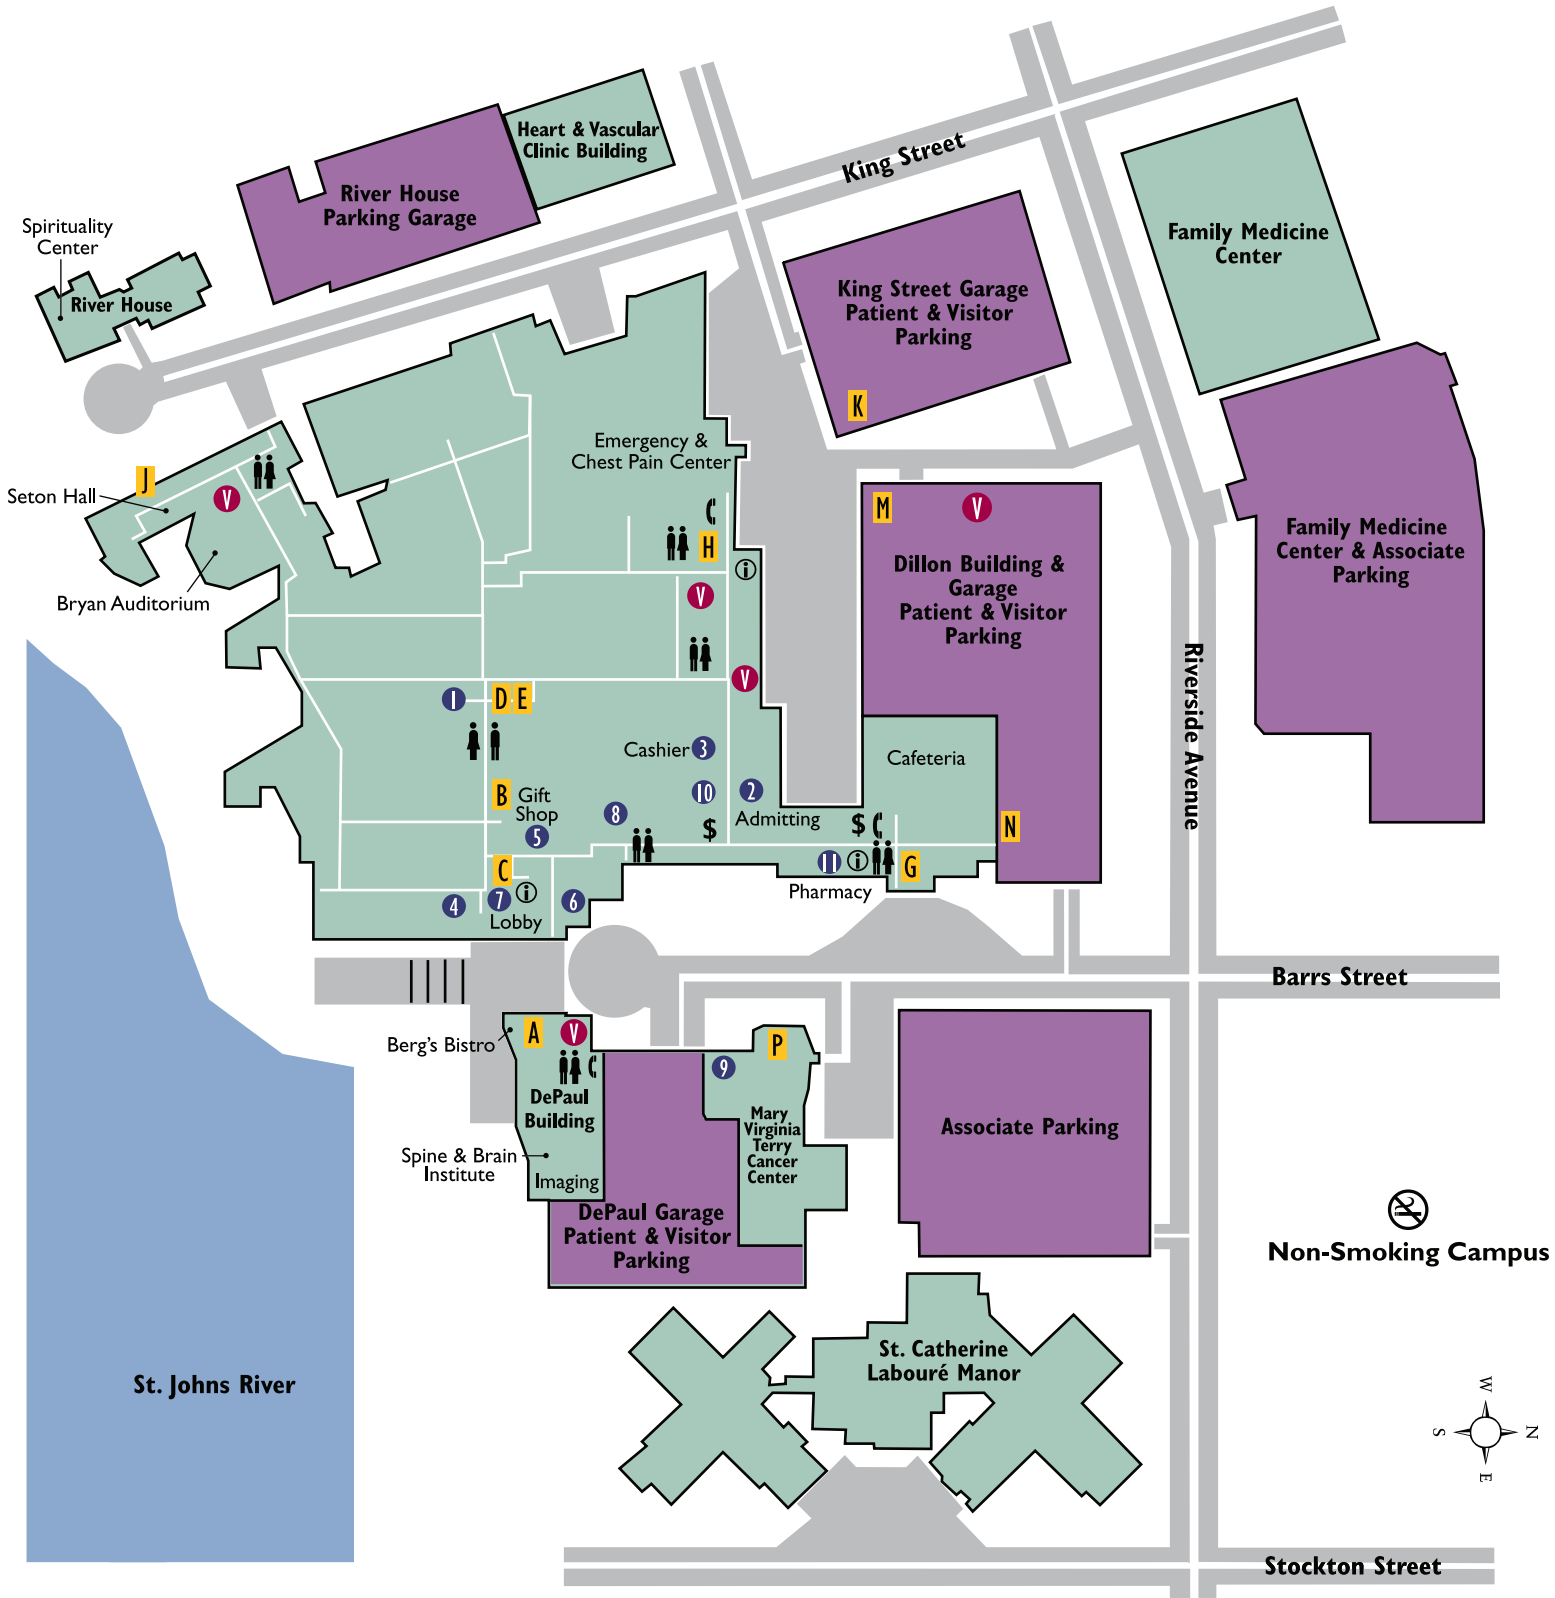 Heart & Vascular
Clinic Building
King Street
River House
Parking Garage
Spirituality
Center
River House
Family Medicine
Center
King Street Garage
Patient & Visitor
Parking
K
Emergency &
Chest Pain Center
J
Seton Hall
V
Bryan Auditorium
H
i
V
V
M
V
Dillon Building &
Garage
Patient & Visitor
Parking
Family Medicine
Center & Associate
Parking
Riverside Avenue
1
D
E
Cashier
3
Cafeteria
B
Gift
Shop
5
8
10
2
$
Admitting
$
N
C
i
7
4
Lobby
6
11
i
G
Pharmacy
Barrs Street
Berg's Bistro
A
V
P
9
DePaul
Building
Mary
Virginia
Terry
Cancer
Center
Associate Parking
Spine & Brain
Institute
Imaging
DePaul Garage
Patient & Visitor
Parking
Non-Smoking Campus
St. Catherine
Labouré Manor
St. Johns River
W
S
N
E
Stockton Street